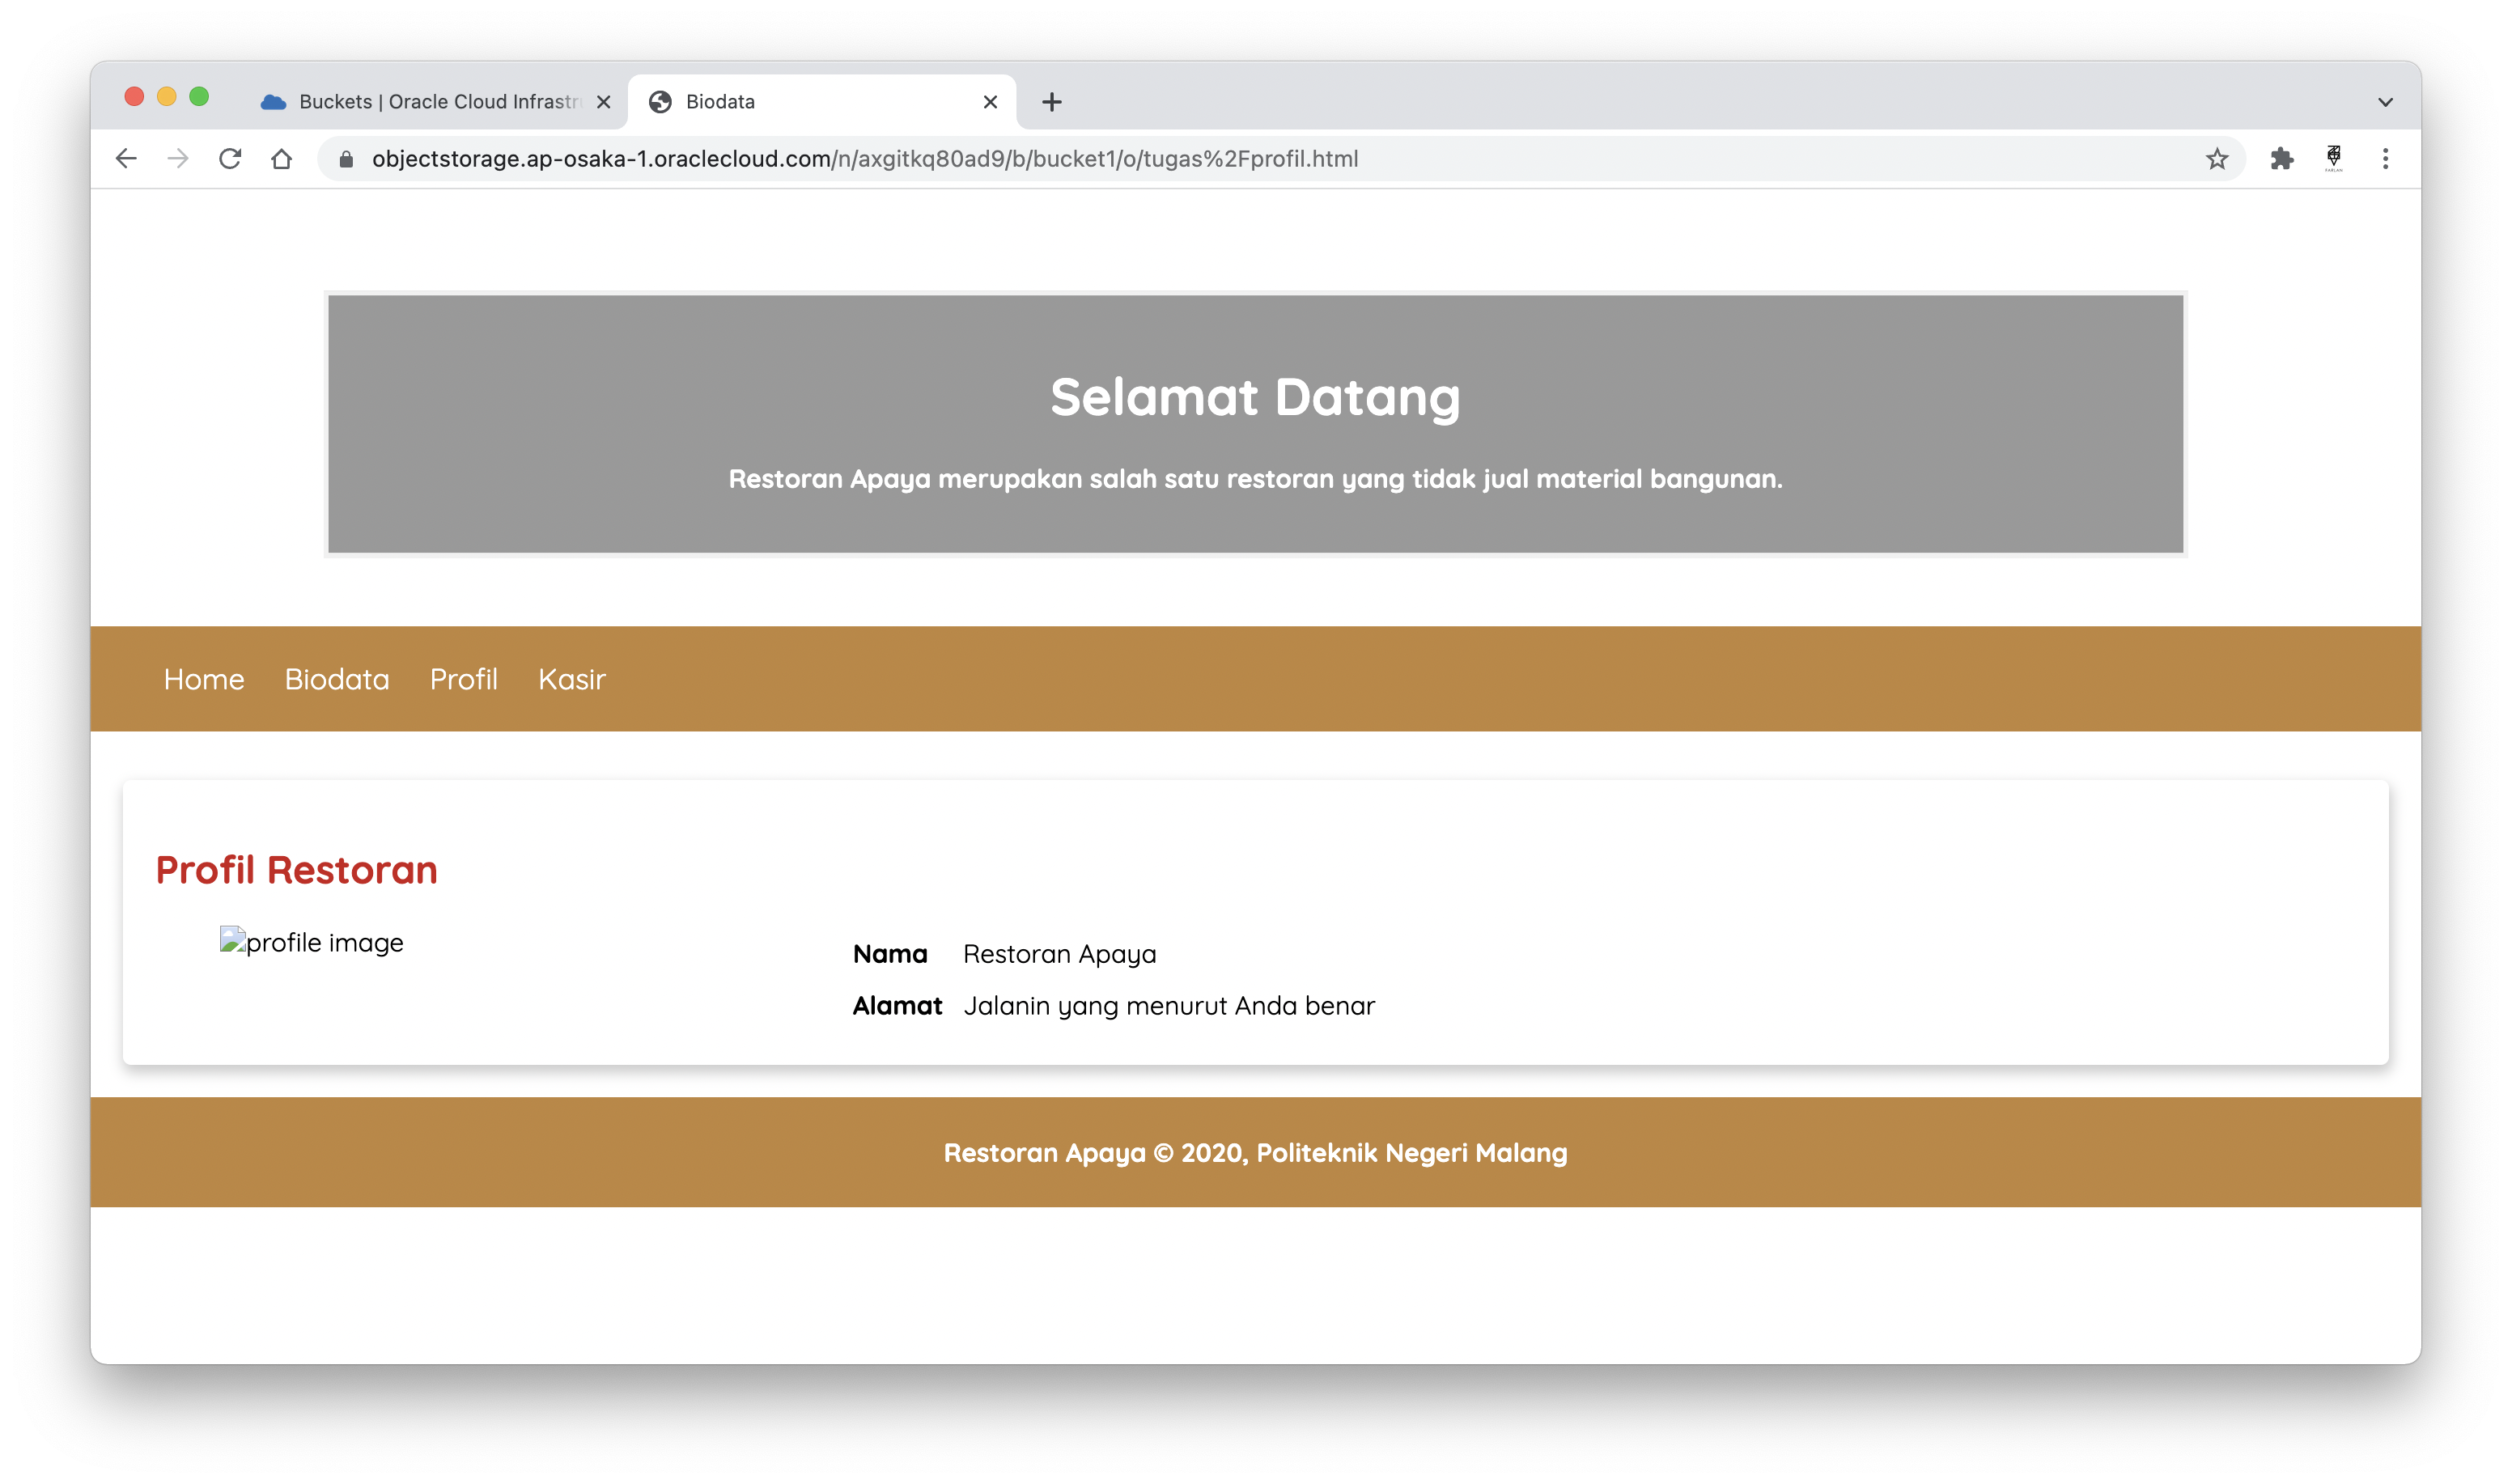 Buckets | Oracle Cloud Infrastr
Biodata
objectstorage.ap-osaka-1.oraclecloud.com/n/axgitkq80ad9/b/bucket1/o/tugas%2Fprofil.html
Selamat Datang
Restoran Apaya merupakan salah satu restoran yang tidak jual material bangunan.
Home Biodata Profil Kasir
Profil Restoran
profile image
Nama Restoran Apaya
Alamat Jalanin yang menurut Anda benar
Restoran Apaya © 2020, Politeknik Negeri Malang